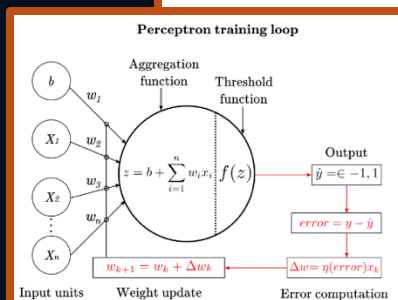 Perceptron training loop
Aggregation
function
Threshold
function
b
w₁
X₁
w₂
X₂
w₃
wₙ
Xₙ
z = b + ∑ᵢ₌₁ⁿ wᵢxᵢ
f(z)
Output
ŷ =∈ −1, 1
error = y − ŷ
Δw = η(error)xₖ
wₖ₊₁ = wₖ + Δwₖ
Input units
Weight update
Error computation